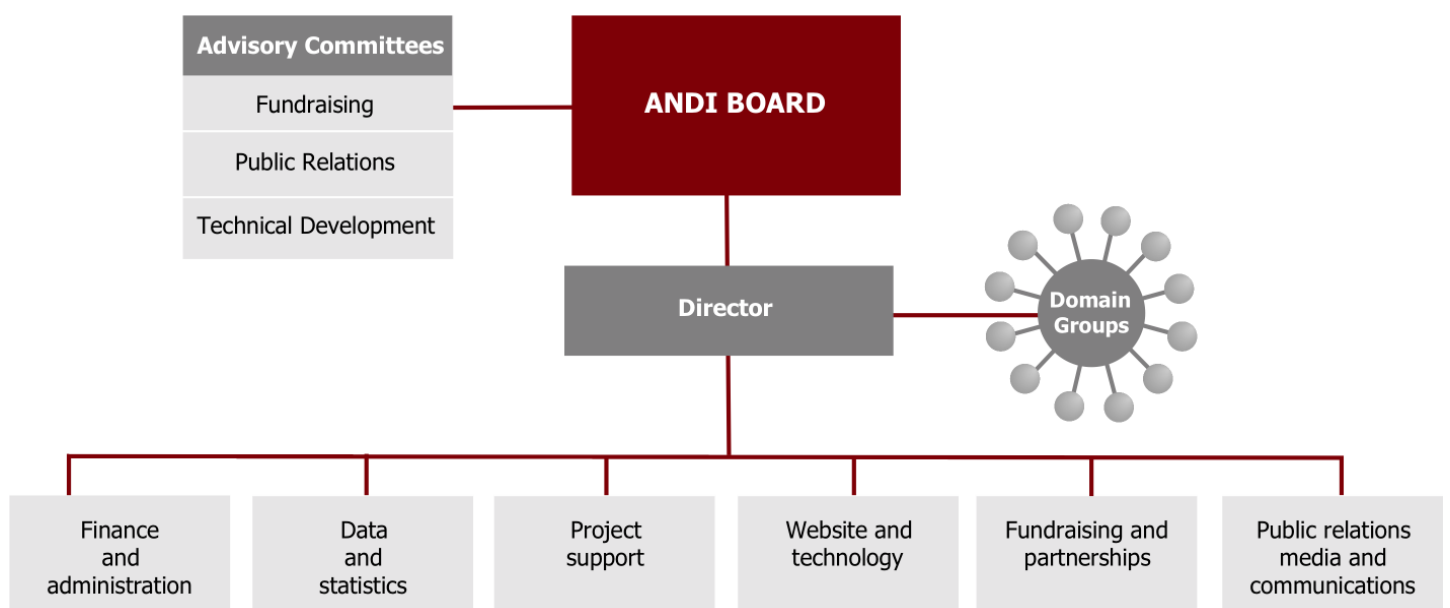 Advisory Committees
Fundraising
Public Relations
Technical Development
ANDI BOARD
Director
Domain
Groups
Finance
and
administration
Data
and
statistics
Project
support
Website and
technology
Fundraising and
partnerships
Public relations
media and
communications